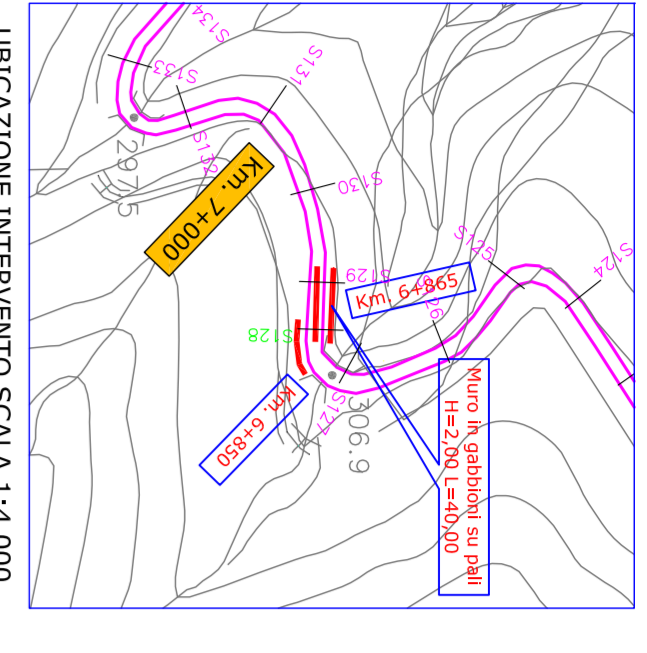 S134
S133
S132
S131
S130
S129
S128
S127
S126
S125
S124
297.5
306.9
Km. 7+000
Km. 6+865
Km. 6+850
Muro in gabbioni su pali
H=2,00 L=40,00
UBICAZIONE INTERVENTO SCALA 1:4.000